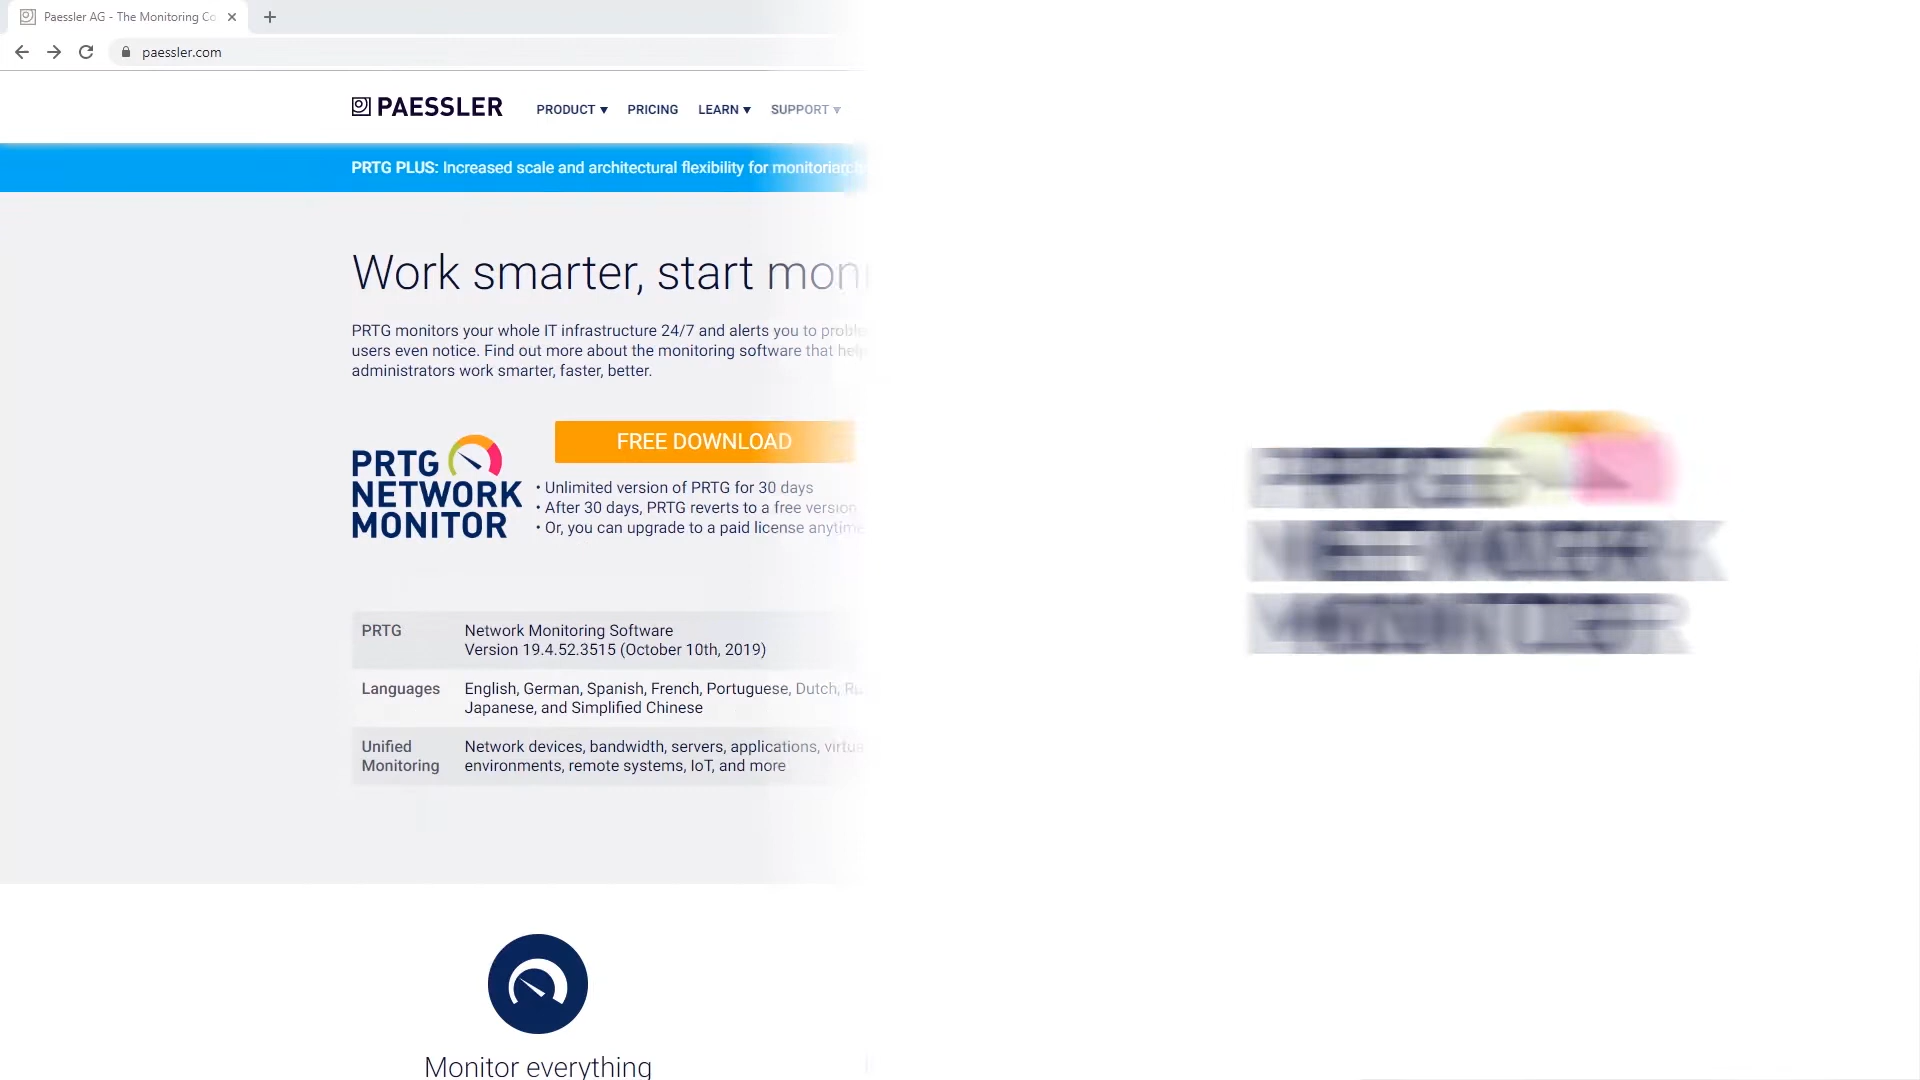 Paessler AG - The Monitoring Co
paessler.com
PAESSLER
PRODUCT
PRICING
LEARN
SUPPORT
PRTG PLUS: Increased scale and architectural flexibility for
Work smarter, start
PRTG monitors your whole IT infrastructure 24/7 and alerts you to
users even notice. Find out more about the monitoring software that
administrators work smarter, faster, better.
PRTG
NETWORK
MONITOR
FREE DOWNLOAD
• Unlimited version of PRTG for 30 days
• After 30 days, PRTG reverts to a free version
• Or, you can upgrade to a paid license anytime
PRTG
Network Monitoring Software
Version 19.4.52.3515 (October 10th, 2019)
Languages
English, German, Spanish, French, Portuguese, Dutch,
Japanese, and Simplified Chinese
Unified
Monitoring
Network devices, bandwidth, servers, applications,
environments, remote systems, IoT, and more
Monitor everything